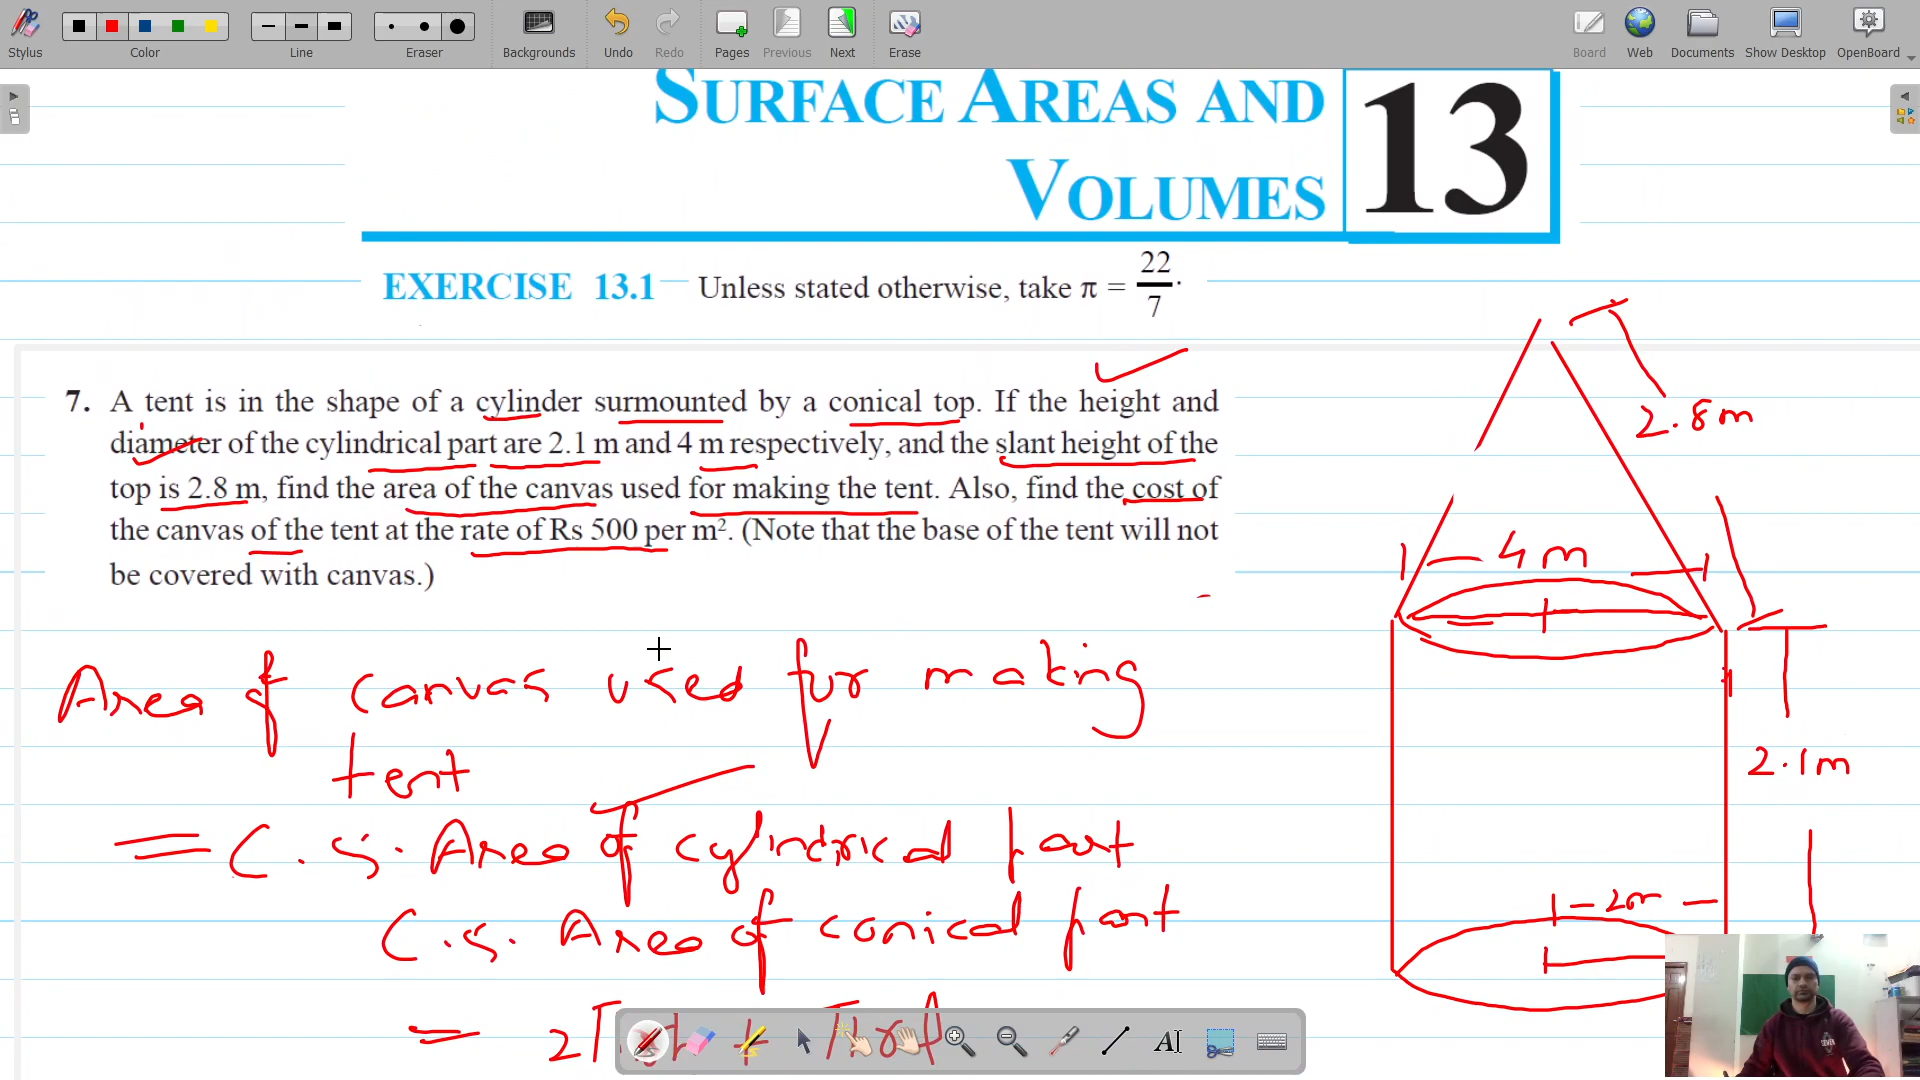 Stylus Color Line Eraser Backgrounds Undo Redo Pages Previous Next Erase Board Web Documents Show Desktop OpenBoard
SURFACE AREAS AND
VOLUMES
13
EXERCISE 13.1 Unless stated otherwise, take π = 22/7.
7. A tent is in the shape of a cylinder surmounted by a conical top. If the height and
diameter of the cylindrical part are 2.1 m and 4 m respectively, and the slant height of the
top is 2.8 m, find the area of the canvas used for making the tent. Also, find the cost of
the canvas of the tent at the rate of Rs 500 per m². (Note that the base of the tent will not
be covered with canvas.)
2.8m
4 m
Area of canvas used for making
tent
2.1m
= C.S. Area of cylindrical part
C.S. Area of conical part
2m